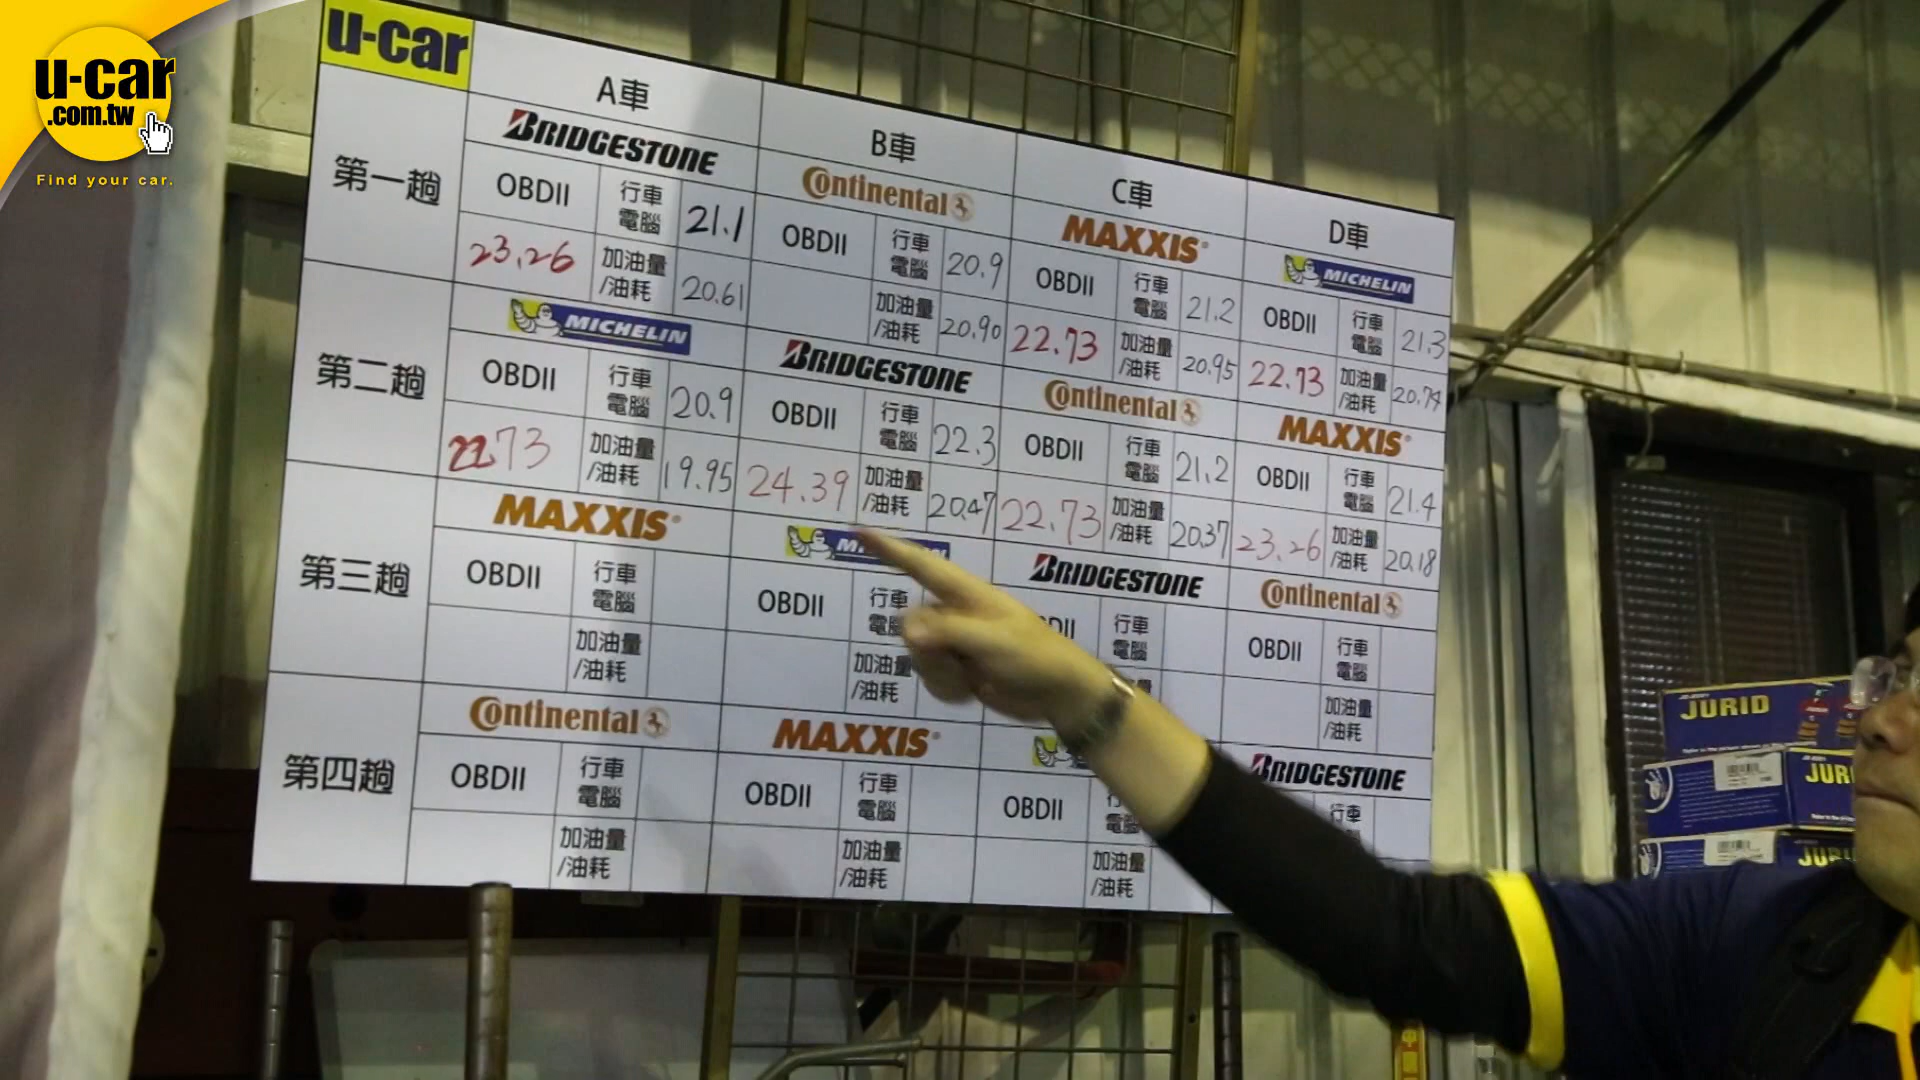 u-car
.com.tw
Find your car.
u-car
A車
B車
C車
D車
第一趟
BRIDGESTONE
OBDII
行車
電腦
21.1
23.26
加油量
/油耗
20.61
Continental
OBDII
行車
電腦
20.9
加油量
/油耗
20.90
MAXXIS
OBDII
行車
電腦
21.2
22.73
加油量
/油耗
20.95
MICHELIN
OBDII
行車
電腦
21.3
22.73
加油量
/油耗
20.74
第二趟
MICHELIN
OBDII
行車
電腦
20.9
22.73
加油量
/油耗
19.95
BRIDGESTONE
OBDII
行車
電腦
22.3
24.39
加油量
/油耗
20.47
Continental
OBDII
行車
電腦
21.2
22.73
加油量
/油耗
20.37
MAXXIS
OBDII
行車
電腦
21.4
23.26
加油量
/油耗
20.18
第三趟
MAXXIS
OBDII
行車
電腦
加油量
/油耗
OBDII
行車
電腦
加油量
/油耗
BRIDGESTONE
行車
電腦
Continental
OBDII
行車
電腦
加油量
/油耗
第四趟
Continental
OBDII
行車
電腦
加油量
/油耗
MAXXIS
OBDII
行車
電腦
加油量
/油耗
OBDII
加油量
/油耗
BRIDGESTONE
行車
JURID